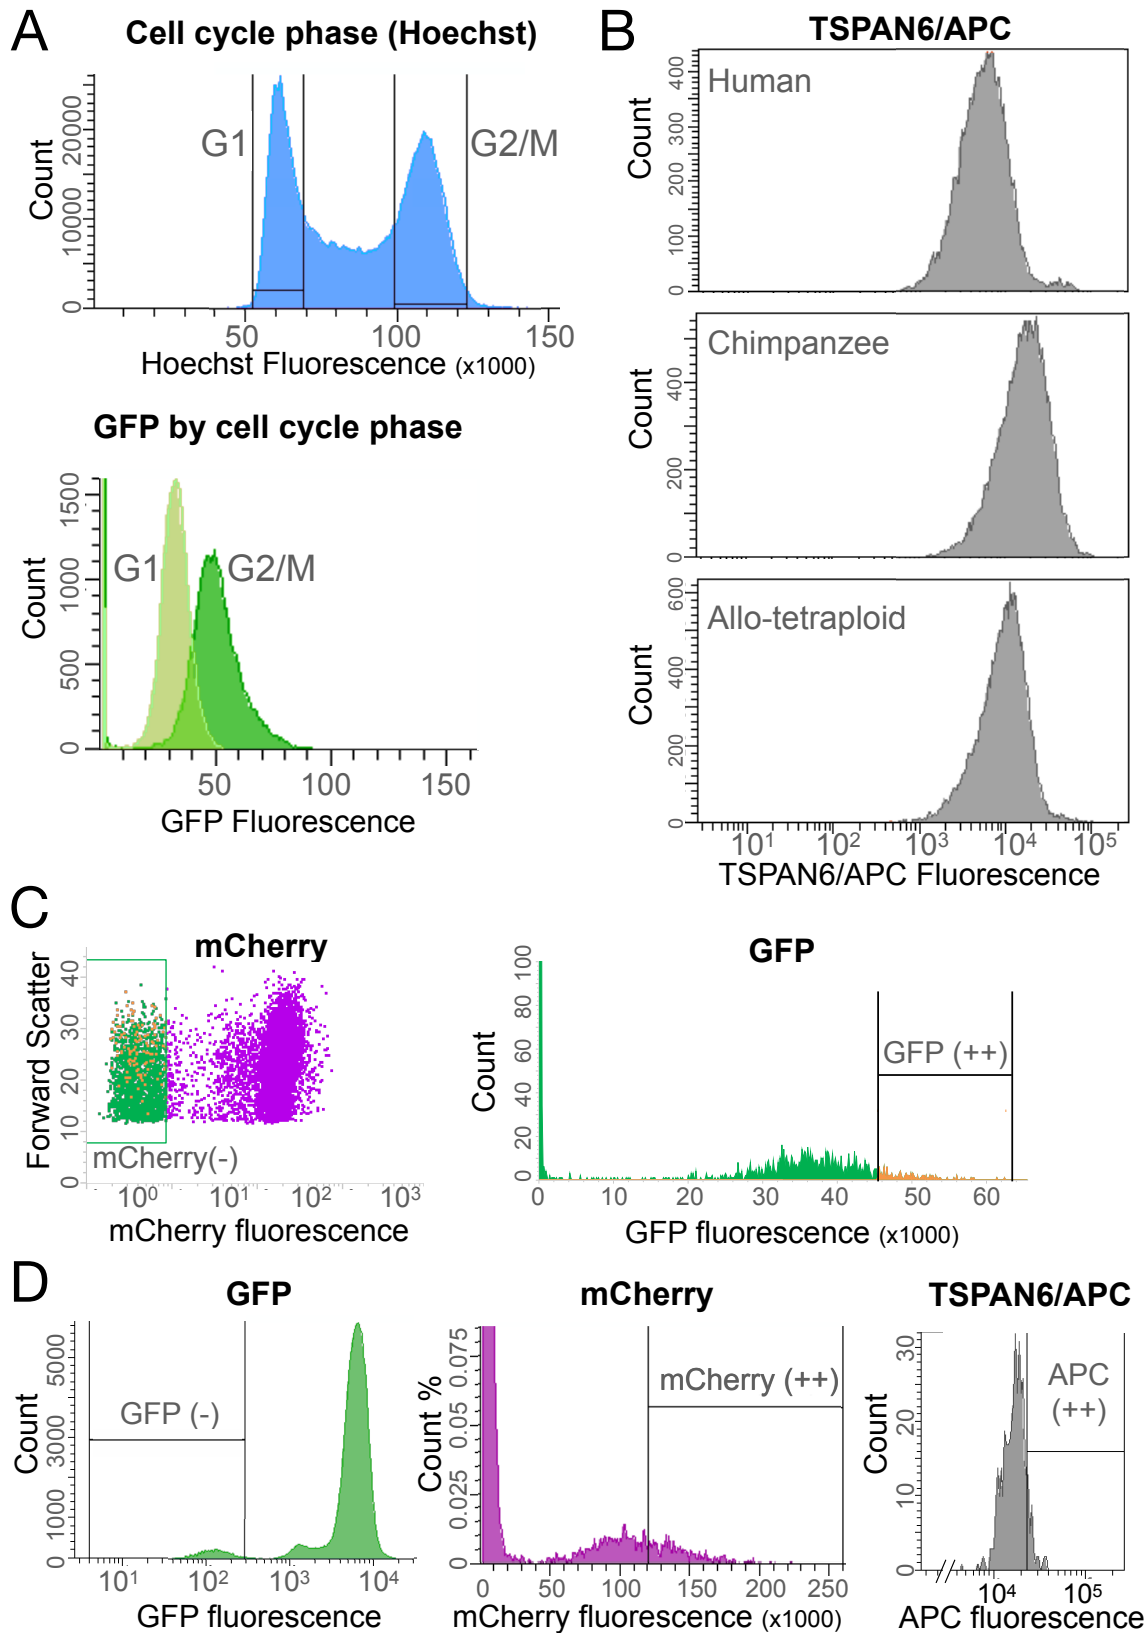 A
Cell cycle phase (Hoechst)
Count
0
10000
20000
G1
G2/M
50
100
150
Hoechst Fluorescence (x1000)
GFP by cell cycle phase
Count
0
500
1000
1500
G1
G2/M
50
100
150
GFP Fluorescence
B
TSPAN6/APC
Human
Count
0
100
200
300
400
Chimpanzee
Count
0
200
400
Allo-tetraploid
Count
0
200
400
600
10¹
10²
10³
10⁴
10⁵
TSPAN6/APC Fluorescence
C
mCherry
Forward Scatter
0
10
20
30
40
mCherry(-)
10⁰
10¹
10²
10³
mCherry fluorescence
GFP
Count
0
20
40
60
80
100
GFP (++)
0
10
20
30
40
50
60
GFP fluorescence (x1000)
D
GFP
Count
0
1000
3000
5000
GFP (-)
10¹
10²
10³
10⁴
GFP fluorescence
mCherry
Count %
0
0.025
0.05
0.075
mCherry (++)
0
50
100
150
200
250
mCherry fluorescence (x1000)
TSPAN6/APC
Count
0
10
20
30
APC
(++)
10⁴
10⁵
APC fluorescence